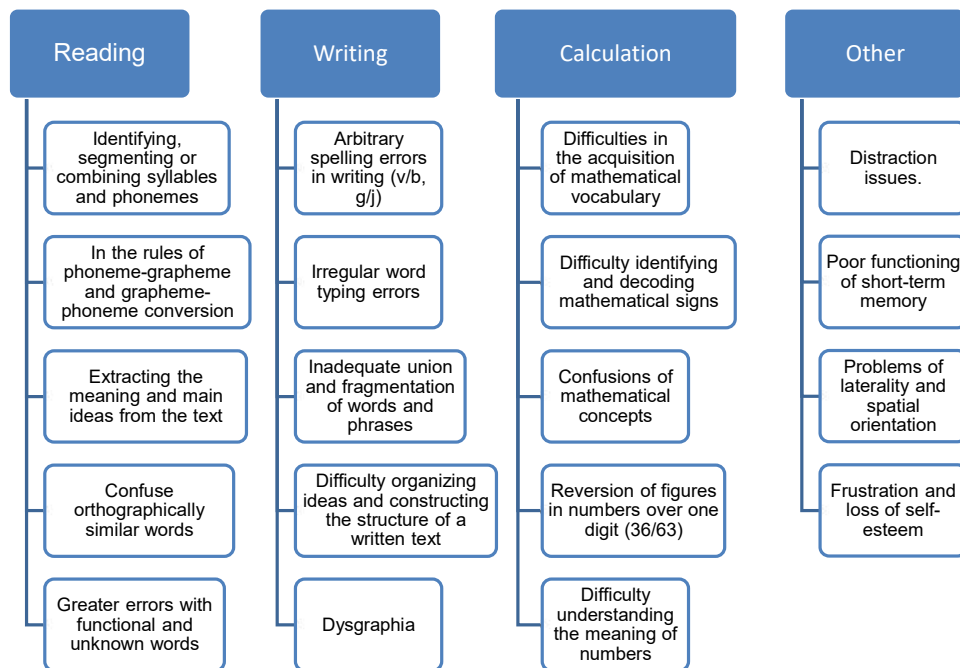 Reading
Identifying,
segmenting or
combining syllables
and phonemes
In the rules of
phoneme-grapheme
and grapheme-
phoneme conversion
Extracting the
meaning and main
ideas from the text
Confuse
orthographically
similar words
Greater errors with
functional and
unknown words
Writing
Arbitrary
spelling errors
in writing (v/b,
g/j)
Irregular word
typing errors
Inadequate union
and fragmentation
of words and
phrases
Difficulty organizing
ideas and constructing
the structure of a
written text
Dysgraphia
Calculation
Difficulties in
the acquisition
of mathematical
vocabulary
Difficulty identifying
and decoding
mathematical signs
Confusions of
mathematical
concepts
Reversion of figures
in numbers over one
digit (36/63)
Difficulty
understanding
the meaning of
numbers
Other
Distraction
issues.
Poor functioning
of short-term
memory
Problems of
laterality and
spatial
orientation
Frustration and
loss of self-
esteem